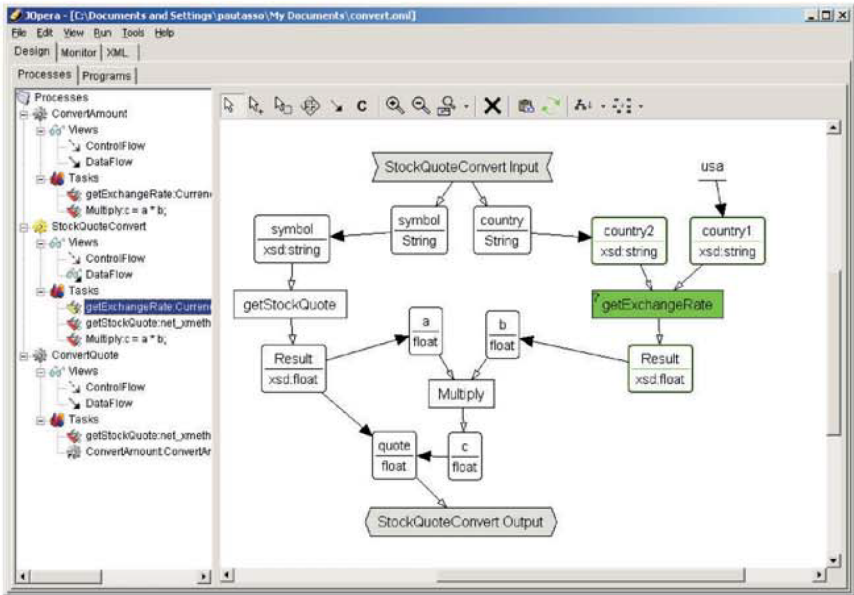 JOpera - [C:\Documents and Settings\pautasso\My Documents\convert.oml]
File Edit View Run Tools Help
Design Monitor XML
Processes Programs
Processes
ConvertAmount
Views
ControlFlow
DataFlow
Tasks
getExchangeRate:Curren
Multiply:c = a * b;
StockQuoteConvert
Views
ControlFlow
DataFlow
Tasks
getExchangeRate:Curren
getStockQuote:net_xmeth
Multiply:c = a * b;
ConvertQuote
Views
ControlFlow
DataFlow
Tasks
getStockQuote:net_xmeth
ConvertAmount:ConvertAr
C
StockQuoteConvert Input
usa
symbol
xsd:string
symbol
String
country
String
country2
xsd:string
country1
xsd:string
getStockQuote
? getExchangeRate
a
float
b
float
Result
xsd:float
Result
xsd:float
Multiply
quote
float
c
float
StockQuoteConvert Output